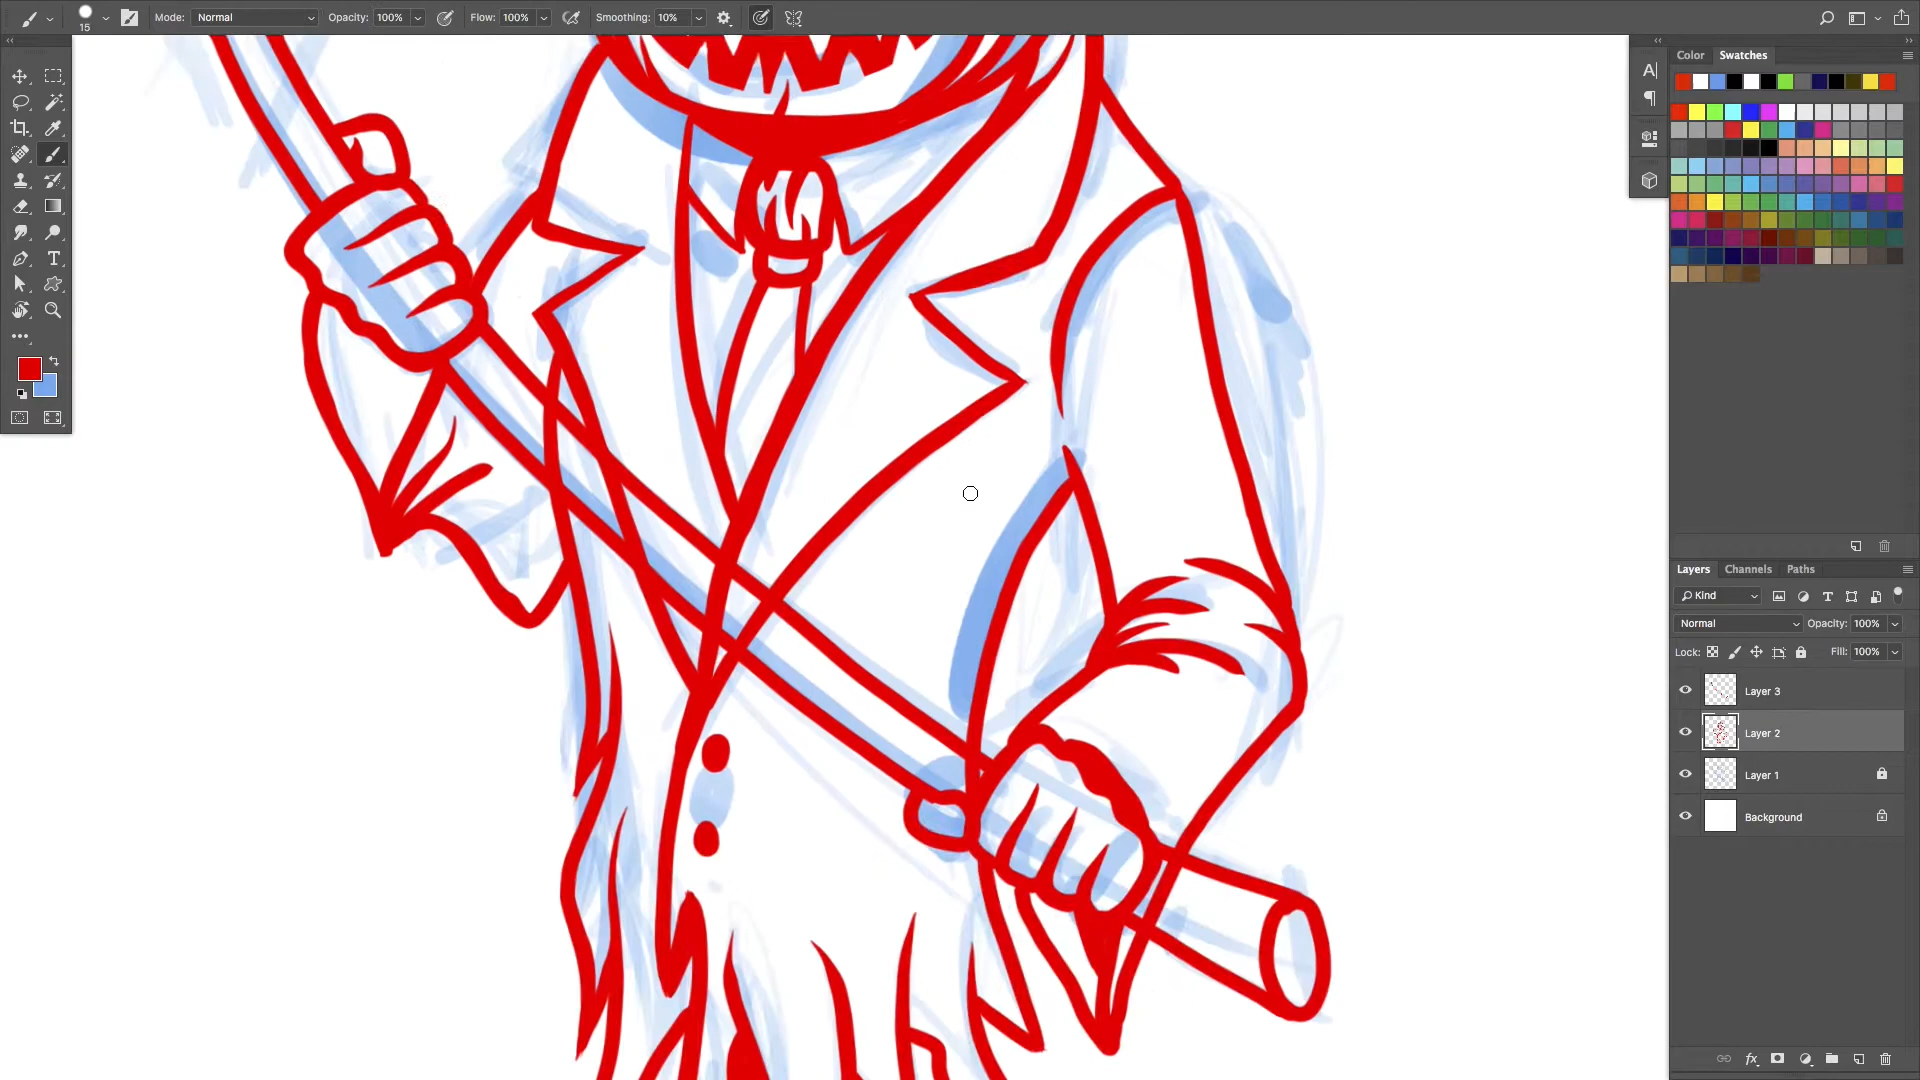 Mode: Normal Opacity: 100% Flow: 100% Smoothing: 10%
15
Color Swatches
Layers Channels Paths
Kind
Normal Opacity: 100%
Lock: Fill: 100%
Layer 3
Layer 2
Layer 1
Background